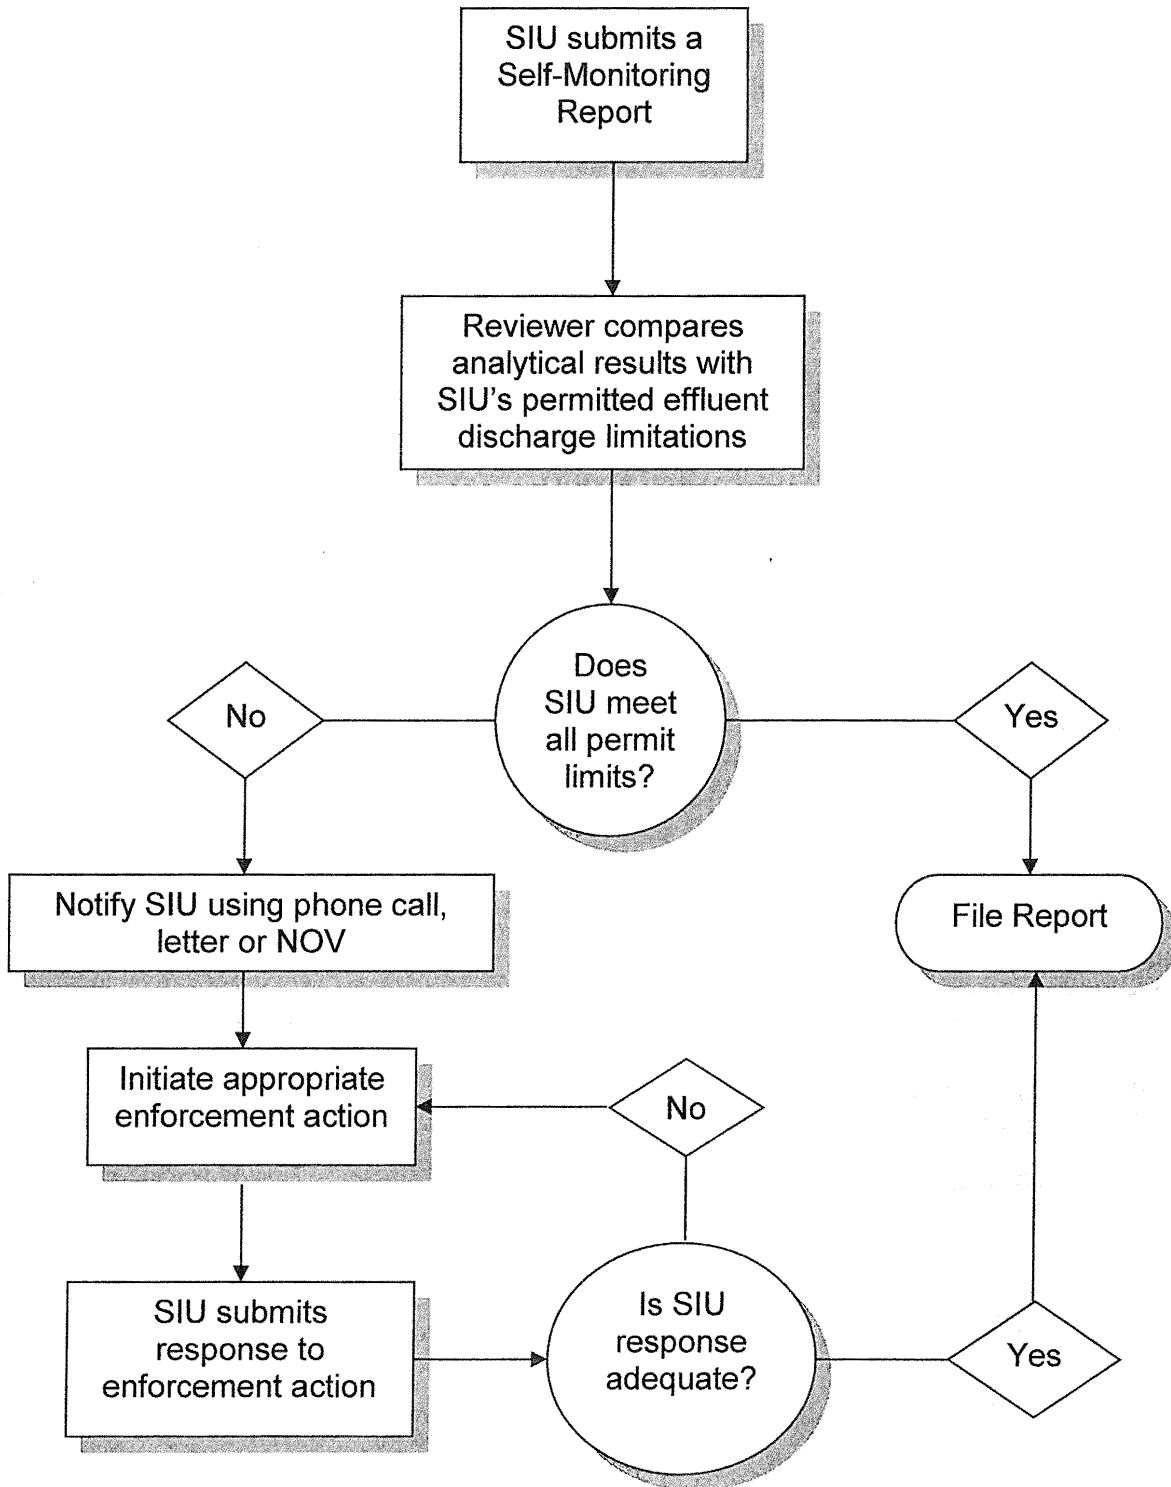 SIU submits a
Self-Monitoring
Report
Reviewer compares
analytical results with
SIU's permitted effluent
discharge limitations
Does
SIU meet
all permit
limits?
No
Yes
Notify SIU using phone call,
letter or NOV
File Report
Initiate appropriate
enforcement action
No
SIU submits
response to
enforcement action
Is SIU
response
adequate?
Yes